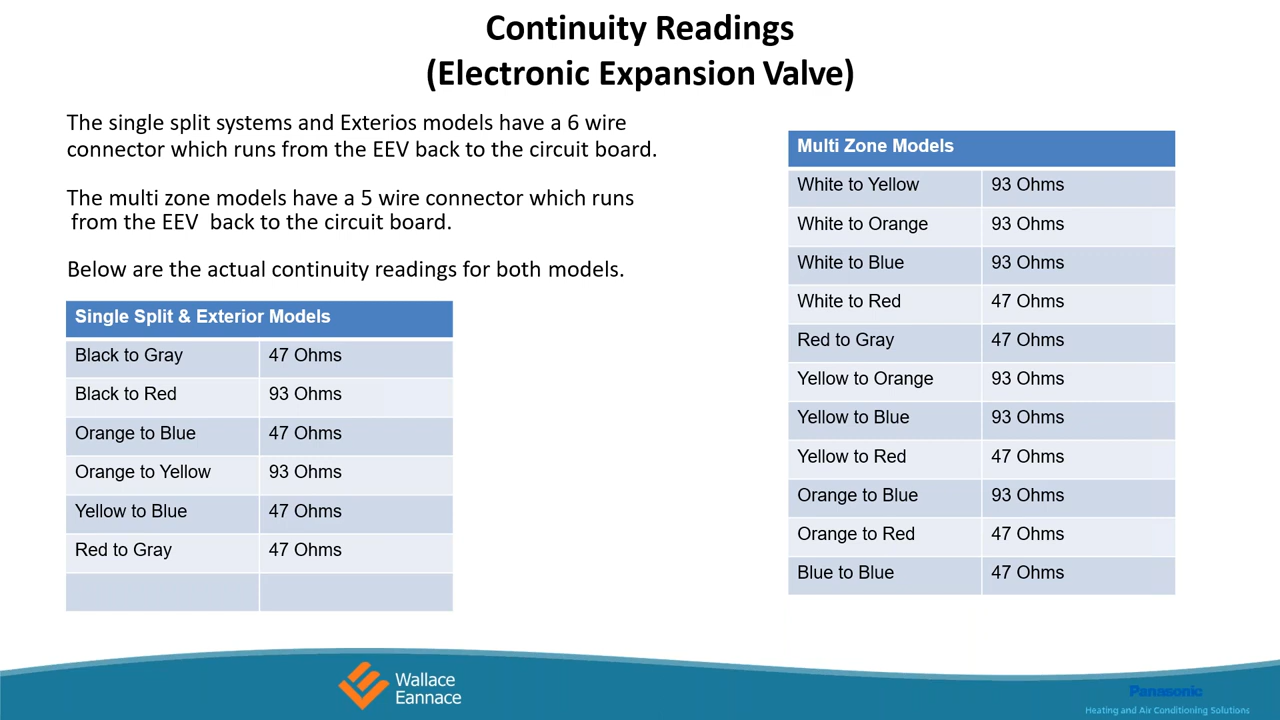 Continuity Readings
(Electronic Expansion Valve)
The single split systems and Exterios models have a 6 wire
connector which runs from the EEV back to the circuit board.
The multi zone models have a 5 wire connector which runs
from the EEV back to the circuit board.
Below are the actual continuity readings for both models.
Single Split & Exterior Models
Black to Gray 47 Ohms
Black to Red 93 Ohms
Orange to Blue 47 Ohms
Orange to Yellow 93 Ohms
Yellow to Blue 47 Ohms
Red to Gray 47 Ohms
Multi Zone Models
White to Yellow 93 Ohms
White to Orange 93 Ohms
White to Blue 93 Ohms
White to Red 47 Ohms
Red to Gray 47 Ohms
Yellow to Orange 93 Ohms
Yellow to Blue 93 Ohms
Yellow to Red 47 Ohms
Orange to Blue 93 Ohms
Orange to Red 47 Ohms
Blue to Blue 47 Ohms
Wallace
Eannace
Panasonic
Heating and Air Conditioning Solutions